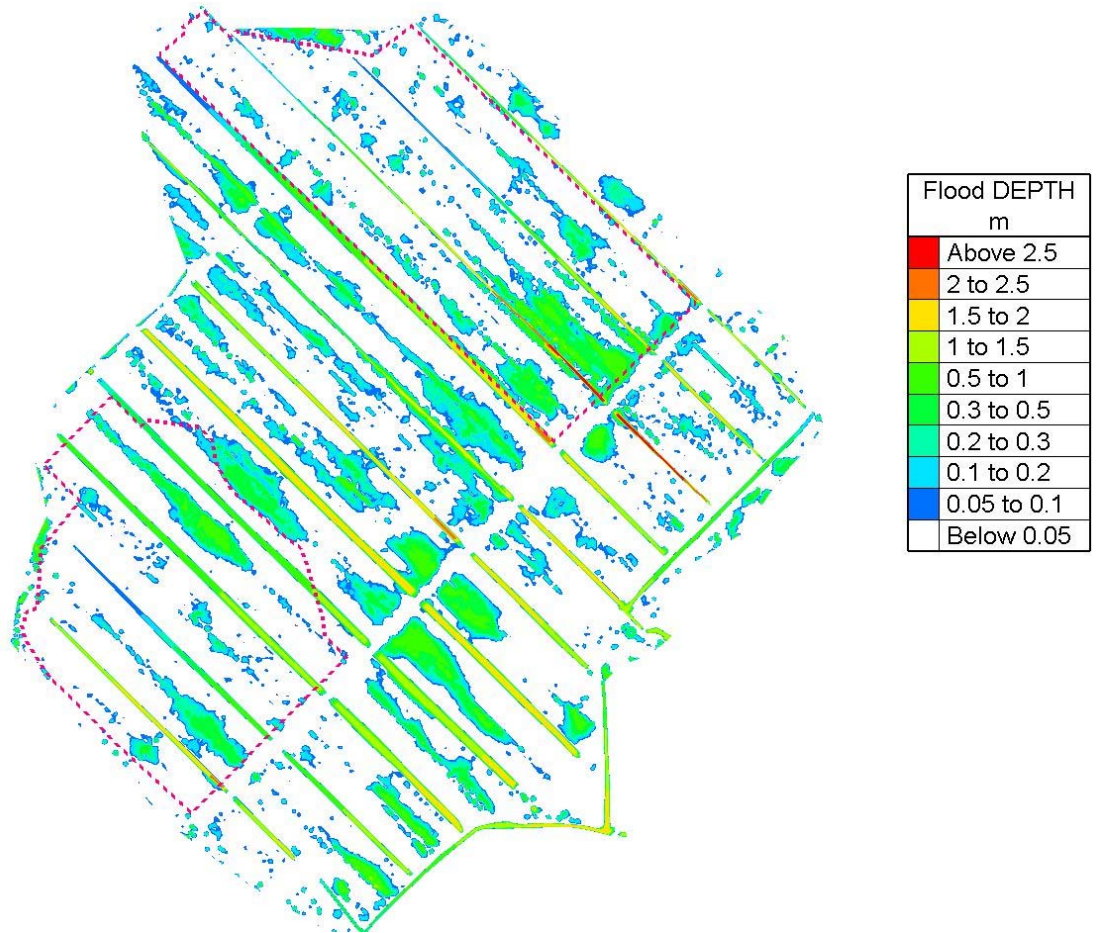 Flood DEPTH
m
Above 2.5
2 to 2.5
1.5 to 2
1 to 1.5
0.5 to 1
0.3 to 0.5
0.2 to 0.3
0.1 to 0.2
0.05 to 0.1
Below 0.05